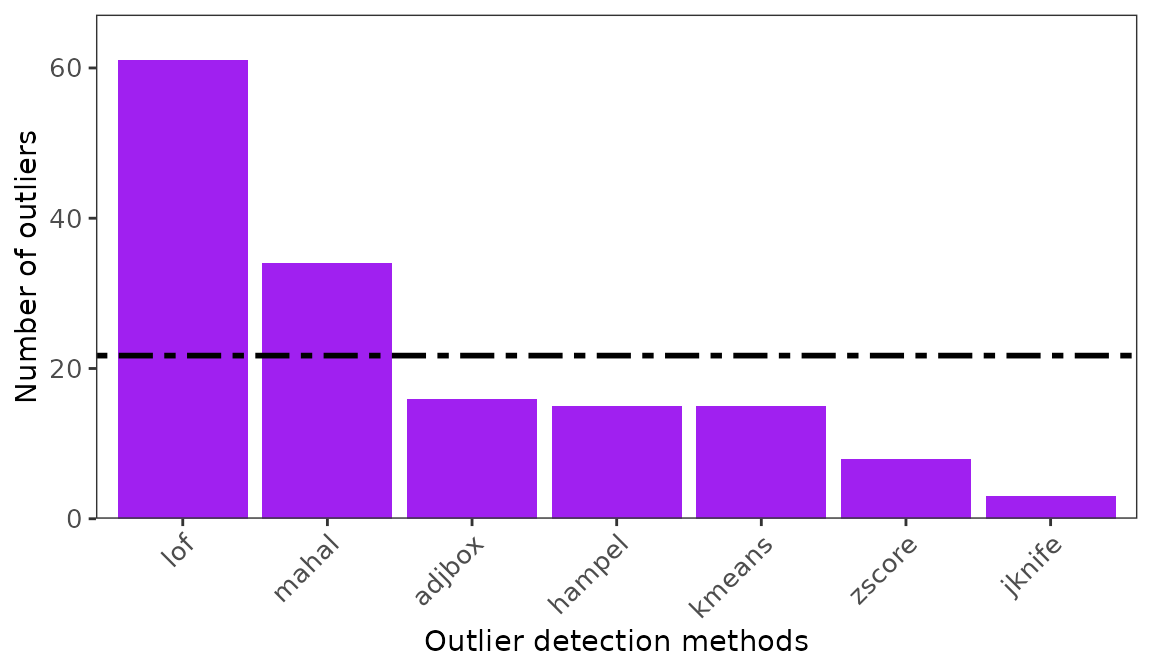 Number of outliers
60
40
20
0
lof
mahal
adjbox
hampel
kmeans
zscore
jknife
Outlier detection methods